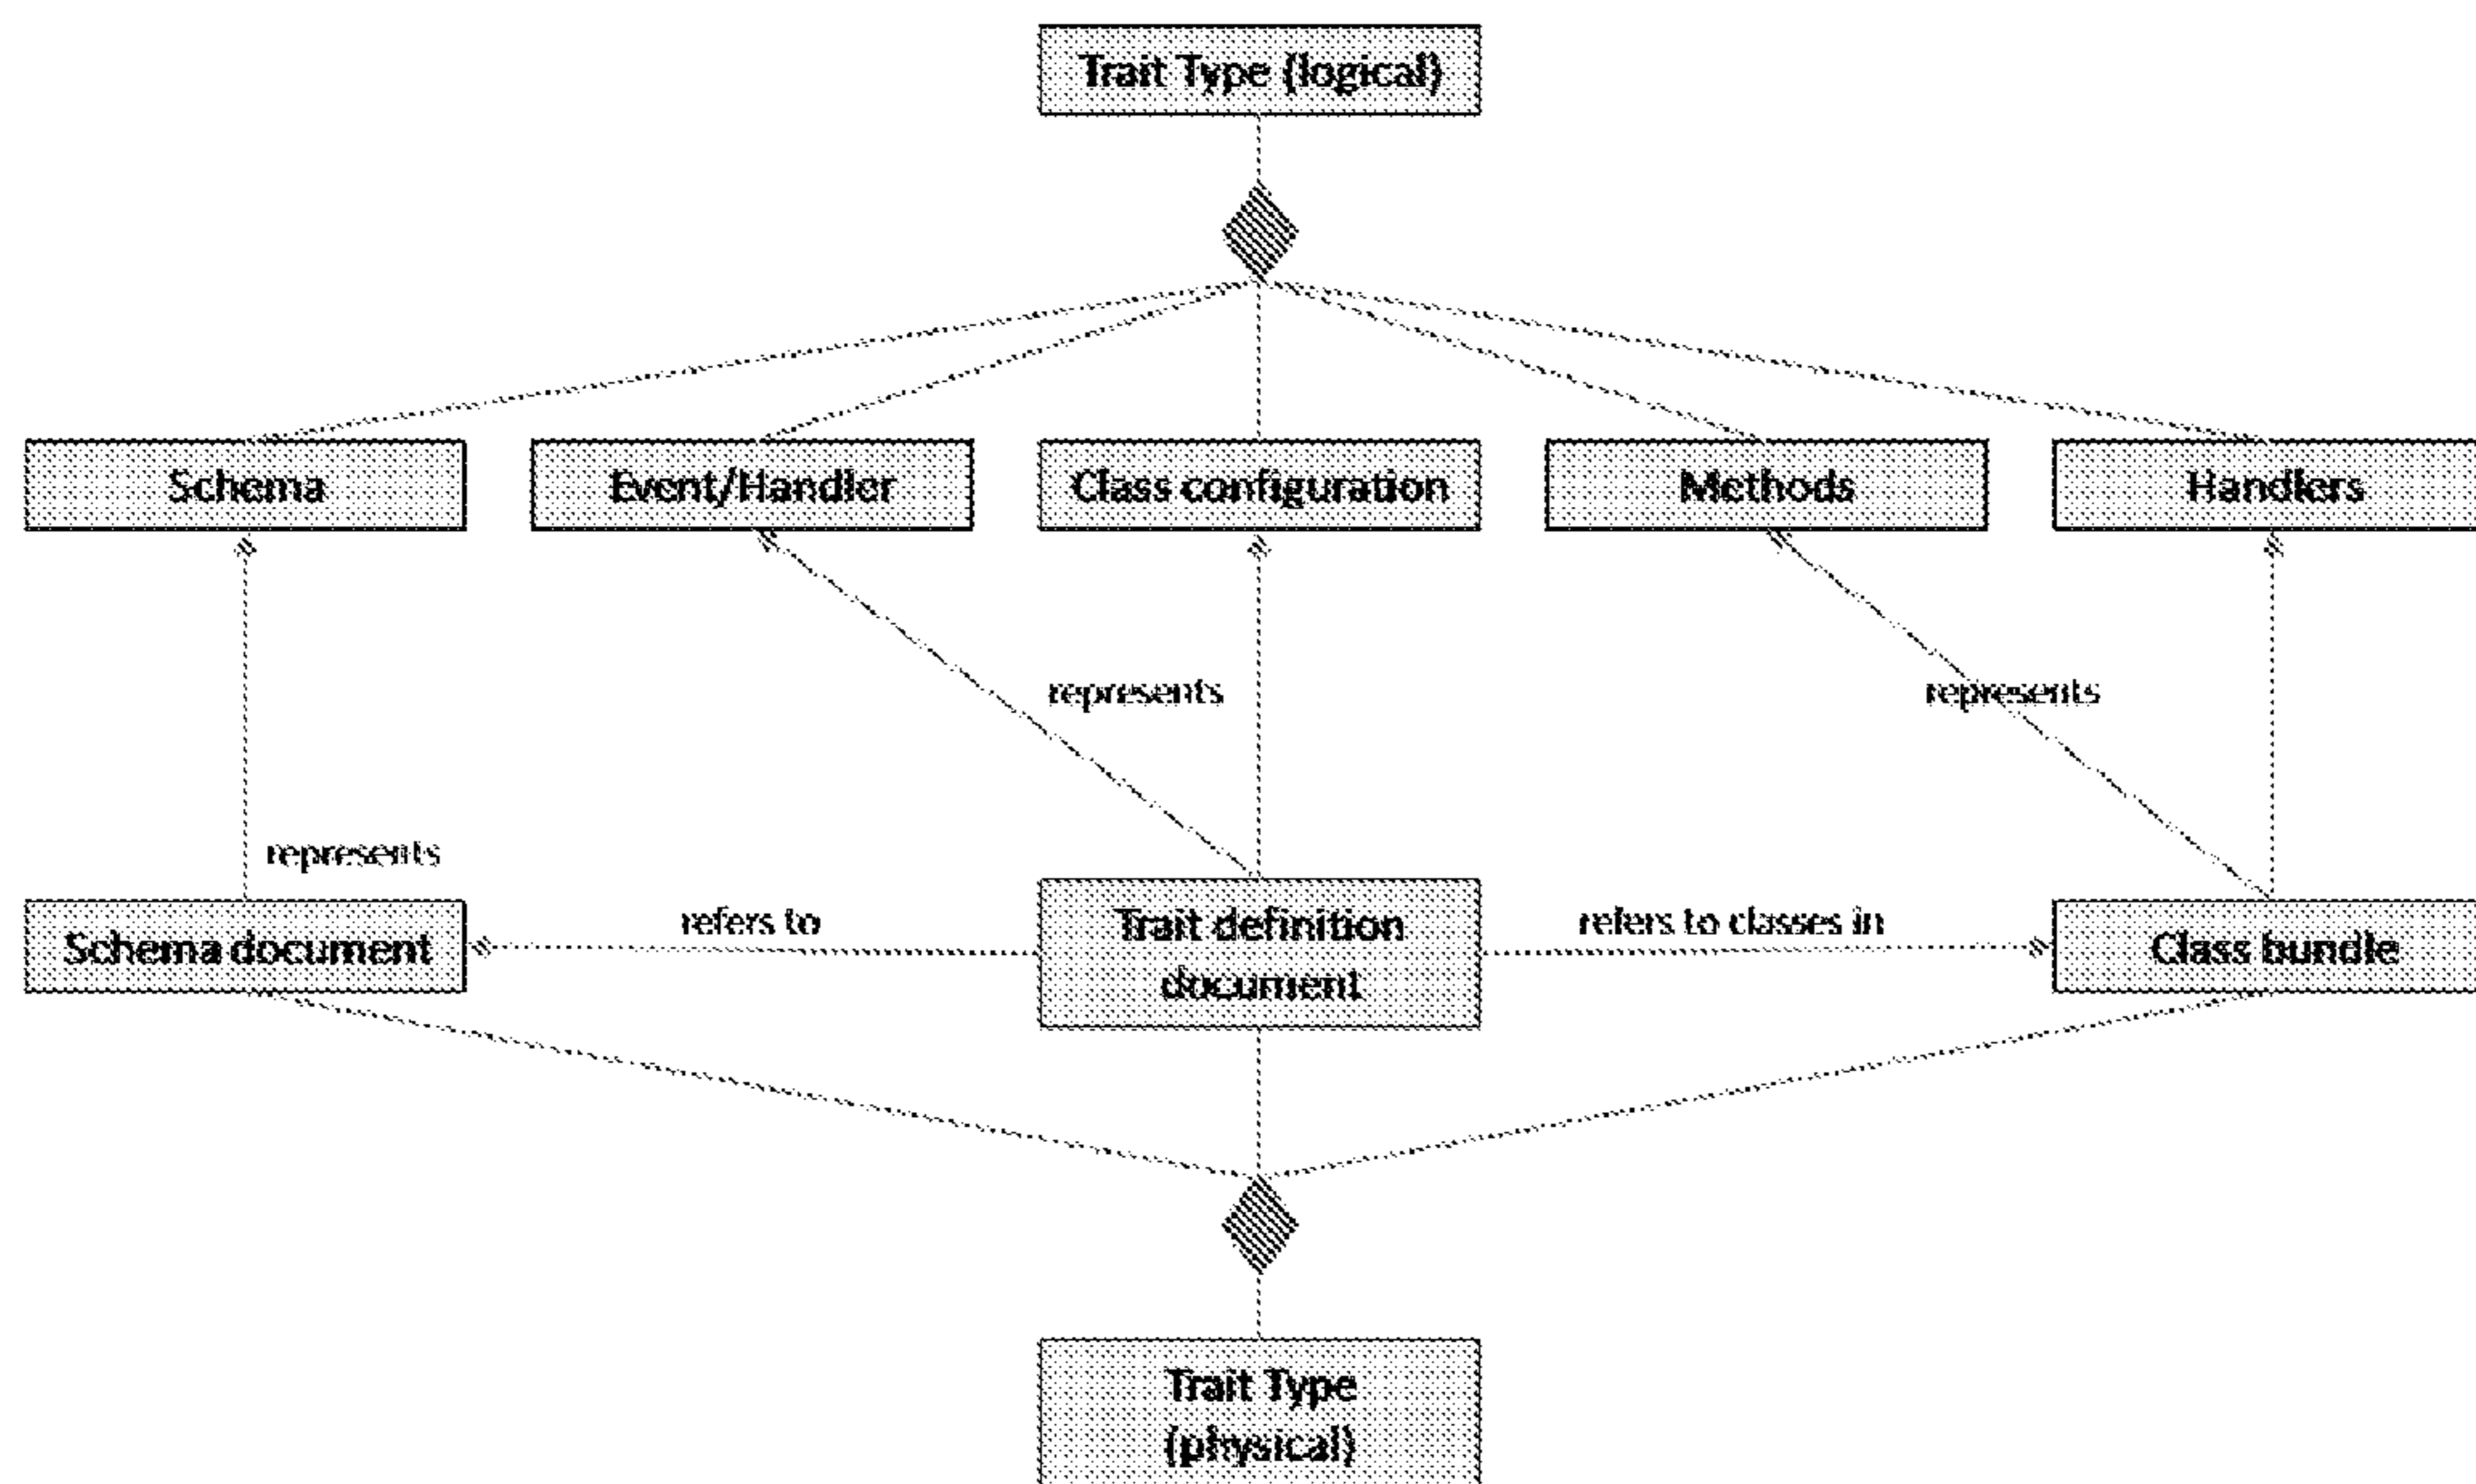 Trait Type (logical)
Schema
Event/Handler
Class configuration
Methods
Handlers
represents
represents
represents
Schema document
refers to
Trait definition
document
refers to classes in
Class bundle
Trait Type
(physical)